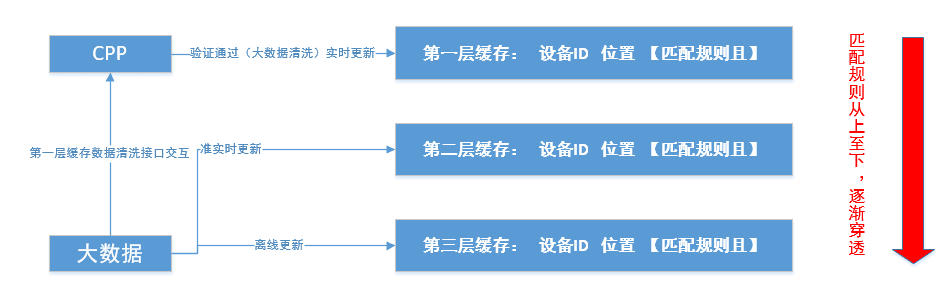 CPP
验证通过（大数据清洗）实时更新
第一层缓存： 设备ID 位置 【匹配规则且】
第一层缓存数据清洗接口交互
准实时更新
第二层缓存： 设备ID 位置 【匹配规则且】
大数据
离线更新
第三层缓存： 设备ID 位置 【匹配规则且】
匹配规则从上至下，逐渐穿透